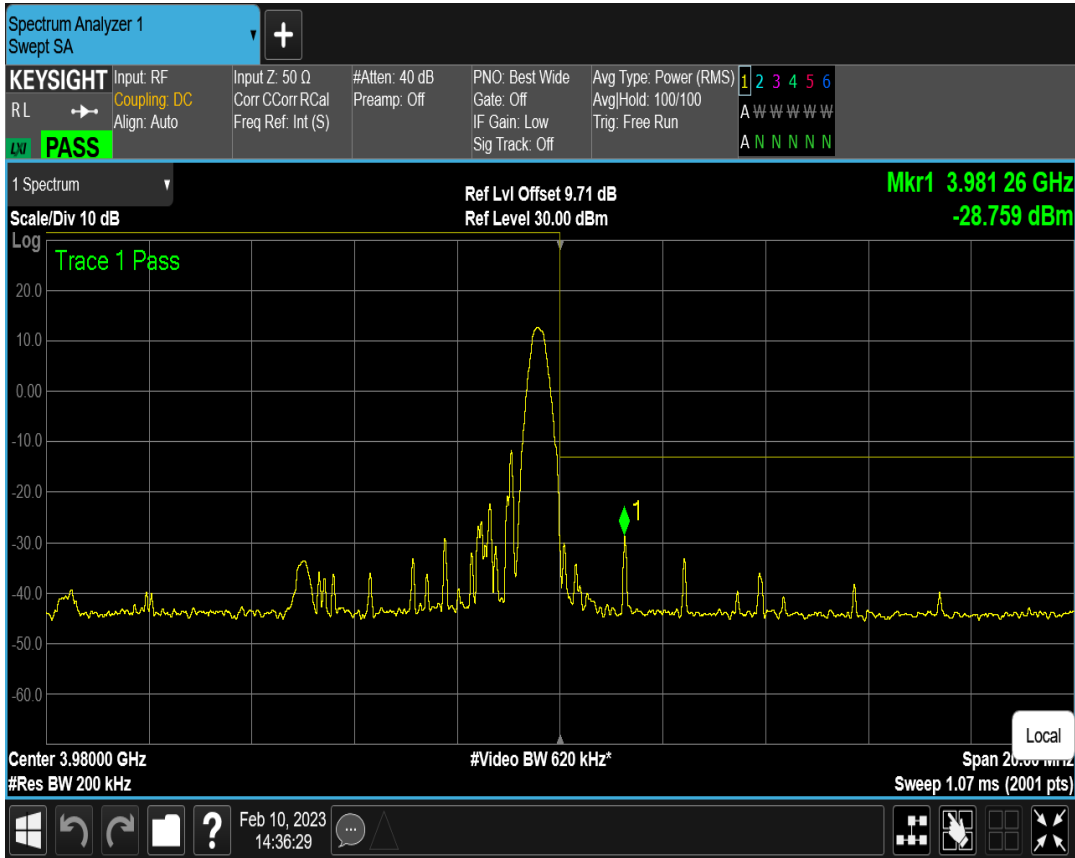 Spectrum Analyzer 1
Swept SA
+
KEYSIGHT
R L
LXI PASS
Input: RF
Coupling: DC
Align: Auto
Input Z: 50 Ω
Corr CCorr RCal
Freq Ref: Int (S)
#Atten: 40 dB
Preamp: Off
PNO: Best Wide
Gate: Off
IF Gain: Low
Sig Track: Off
Avg Type: Power (RMS)
Avg|Hold: 100/100
Trig: Free Run
1 2 3 4 5 6
A W W W W W
A N N N N N
1 Spectrum
Scale/Div 10 dB
Ref Lvl Offset 9.71 dB
Ref Level 30.00 dBm
Mkr1 3.981 26 GHz
-28.759 dBm
Log
Trace 1 Pass
20.0
10.0
0.00
-10.0
-20.0
1
-30.0
-40.0
-50.0
-60.0
Local
Center 3.98000 GHz
#Video BW 620 kHz*
Span 20.00 MHz
#Res BW 200 kHz
Sweep 1.07 ms (2001 pts)
?
Feb 10, 2023
14:36:29